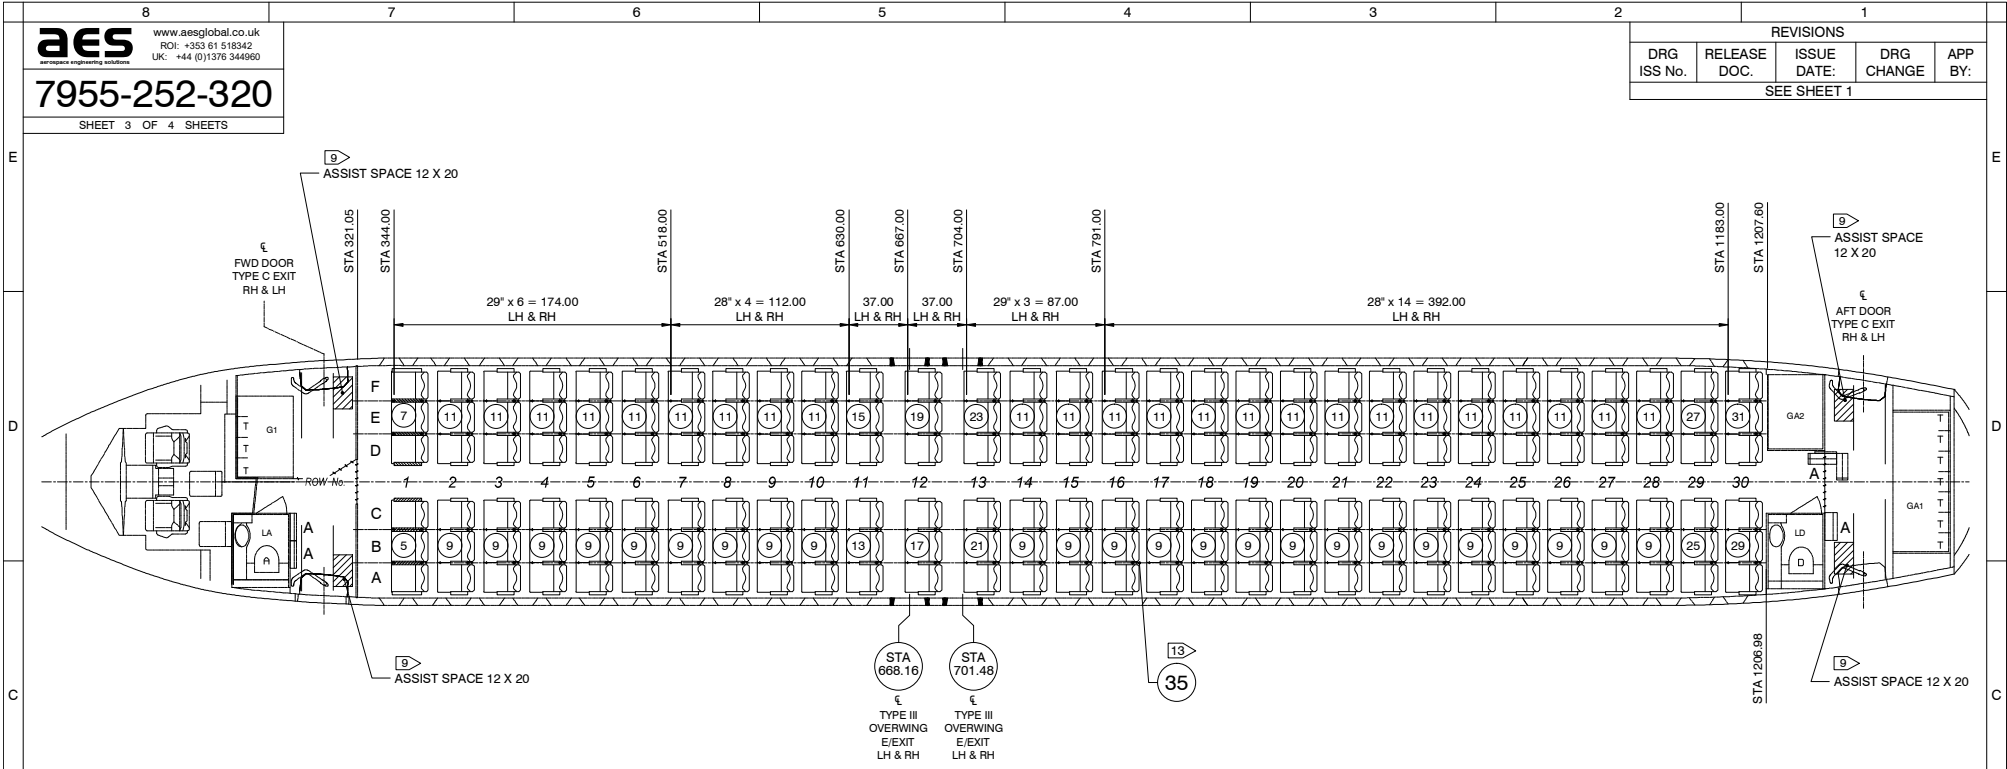 8 7 6 5 4 3 2 1
aes
aerospace engineering solutions
www.aesglobal.co.uk
ROI: +353 61 518342
UK: +44 (0)1376 344960
7955-252-320
SHEET 3 OF 4 SHEETS
REVISIONS
DRG ISS No.
RELEASE DOC.
ISSUE DATE:
DRG CHANGE
APP BY:
SEE SHEET 1
E E
9
ASSIST SPACE 12 X 20
℄
FWD DOOR
TYPE C EXIT
RH & LH
STA 321.05
STA 344.00
STA 518.00
STA 630.00
STA 667.00
STA 704.00
STA 791.00
STA 1183.00
STA 1207.60
9
ASSIST SPACE
12 X 20
℄
AFT DOOR
TYPE C EXIT
RH & LH
29" x 6 = 174.00
LH & RH
28" x 4 = 112.00
LH & RH
37.00
LH & RH
37.00
LH & RH
29" x 3 = 87.00
LH & RH
28" x 14 = 392.00
LH & RH
D D
F
E
D
7 11 11 11 11 11 11 11 11 11 15 19 23 11 11 11 11 11 11 11 11 11 11 11 11 11 11 11 27 31
G1
T
T
T
T
GA2
ROW No. 1 2 3 4 5 6 7 8 9 10 11 12 13 14 15 16 17 18 19 20 21 22 23 24 25 26 27 28 29 30
A
GA1
T
T
T
T
T
T
T
T
T
C
B
A
5 9 9 9 9 9 9 9 9 9 13 17 21 9 9 9 9 9 9 9 9 9 9 9 9 9 9 9 25 29
LA
A
A
A
LD
D
A
9
ASSIST SPACE 12 X 20
STA
668.16
℄
TYPE III
OVERWING
E/EXIT
LH & RH
STA
701.48
℄
TYPE III
OVERWING
E/EXIT
LH & RH
13
35
STA 1206.98
9
ASSIST SPACE 12 X 20
C C